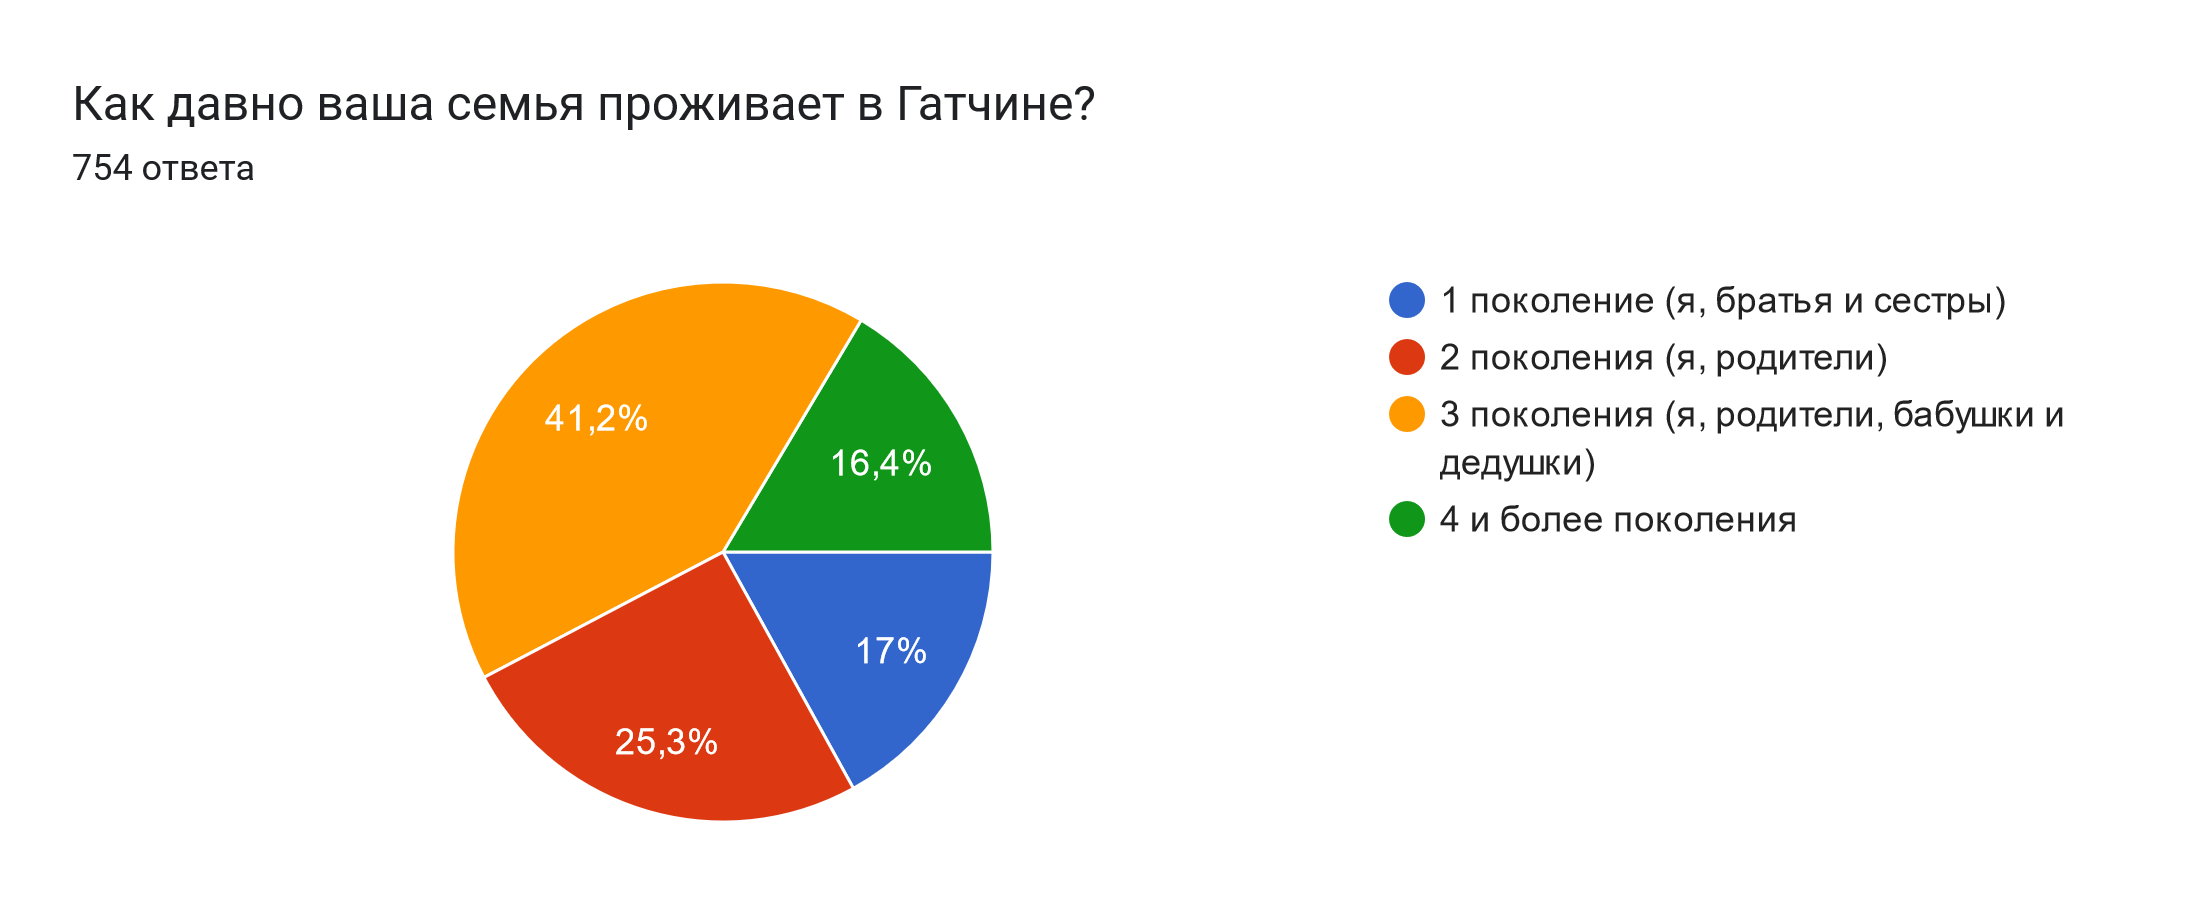 Как давно ваша семья проживает в Гатчине?
754 ответа
41,2%
16,4%
17%
25,3%
1 поколение (я, братья и сестры)
2 поколения (я, родители)
3 поколения (я, родители, бабушки и
дедушки)
4 и более поколения